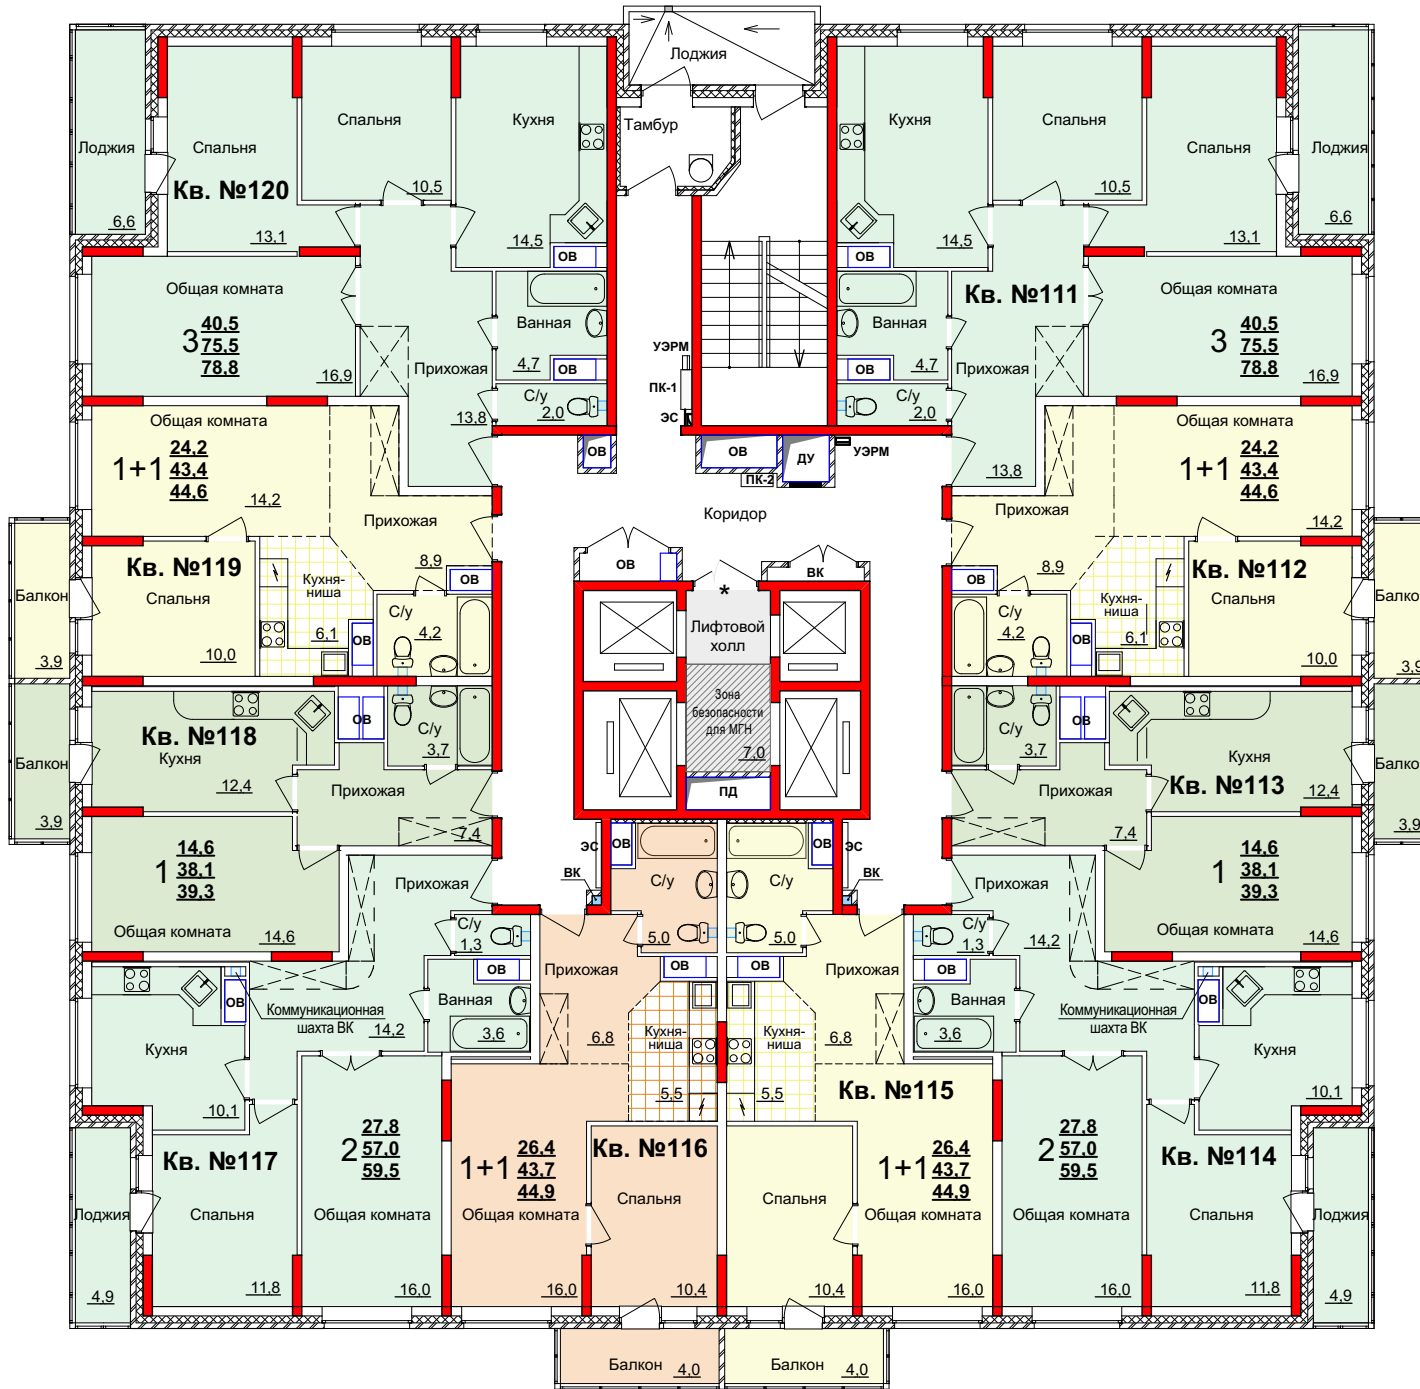 Лоджия
6,6
Спальня
Кв. №120
13,1
Спальня
10,5
Кухня
14,5
ОВ
Лоджия
Тамбур
Кухня
14,5
ОВ
Спальня
10,5
Спальня
13,1
Лоджия
6,6
Общая комната
3
40,5
75,5
78,8
16,9
Прихожая
13,8
Ванная
4,7
ОВ
С/у
2,0
УЭРМ
ПК-1
ЭС
Ванная
4,7
ОВ
С/у
2,0
Кв. №111
Прихожая
13,8
Общая комната
3
40,5
75,5
78,8
16,9
ОВ
ОВ
ДУ
УЭРМ
ПК-2
Коридор
Общая комната
1+1
24,2
43,4
44,6
14,2
Прихожая
8,9
ОВ
Кв. №119
Спальня
10,0
Кухня-
ниша
6,1
ОВ
С/у
4,2
Балкон
3,9
ОВ
ВК
*
Лифтовой
холл
Зона
безопасности
для МГН
7,0
ПД
Общая комната
1+1
24,2
43,4
44,6
14,2
Прихожая
8,9
ОВ
Кв. №112
Спальня
10,0
Кухня-
ниша
6,1
ОВ
С/у
4,2
Балко
3,9
Балкон
3,9
Кв. №118
Кухня
12,4
ОВ
С/у
3,7
Прихожая
7,4
1
14,6
38,1
39,3
Общая комната
14,6
С/у
3,7
ОВ
Кухня
Кв. №113
12,4
Прихожая
7,4
1
14,6
38,1
39,3
Общая комната
14,6
Балко
3,9
ЭС
ВК
ОВ
С/у
5,0
С/у
5,0
ОВ
ЭС
ВК
Прихожая
С/у
1,3
ОВ
Ванная
3,6
ОВ
Коммуникационная
шахта ВК
14,2
Кухня
10,1
Кв. №117
Спальня
11,8
Лоджия
4,9
2
27,8
57,0
59,5
Общая комната
16,0
Прихожая
6,8
ОВ
Кухня-
ниша
5,5
1+1
26,4
43,7
44,9
Общая комната
16,0
Кв. №116
Спальня
10,4
Балкон
4,0
ОВ
Прихожая
6,8
Кухня-
ниша
5,5
Кв. №115
1+1
26,4
43,7
44,9
Общая комната
16,0
Спальня
10,4
Балкон
4,0
Прихожая
С/у
1,3
14,2
ОВ
Ванная
3,6
Коммуникационная
шахта ВК
ОВ
Кухня
10,1
2
27,8
57,0
59,5
Общая комната
16,0
Кв. №114
Спальня
11,8
Лоджия
4,9